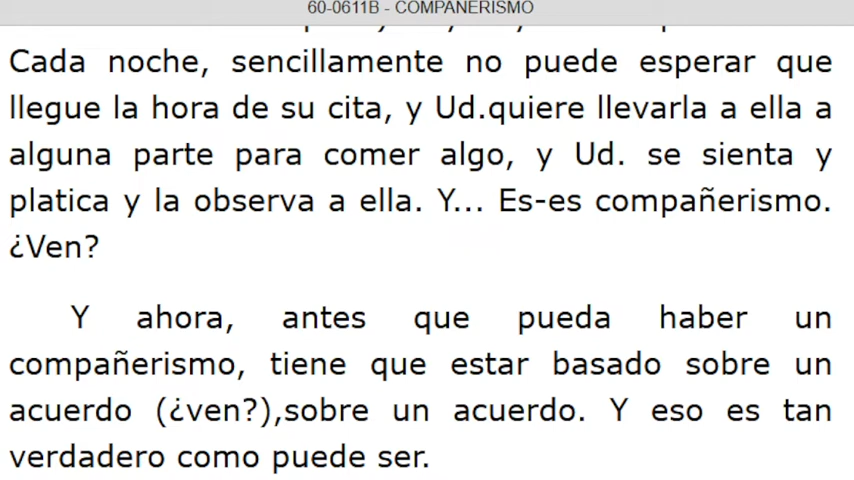 60-0611B - COMPAÑERISMO
Cada noche, sencillamente no puede esperar que
llegue la hora de su cita, y Ud.quiere llevarla a ella a
alguna parte para comer algo, y Ud. se sienta y
platica y la observa a ella. Y... Es-es compañerismo.
¿Ven?
Y ahora, antes que pueda haber un
compañerismo, tiene que estar basado sobre un
acuerdo (¿ven?),sobre un acuerdo. Y eso es tan
verdadero como puede ser.